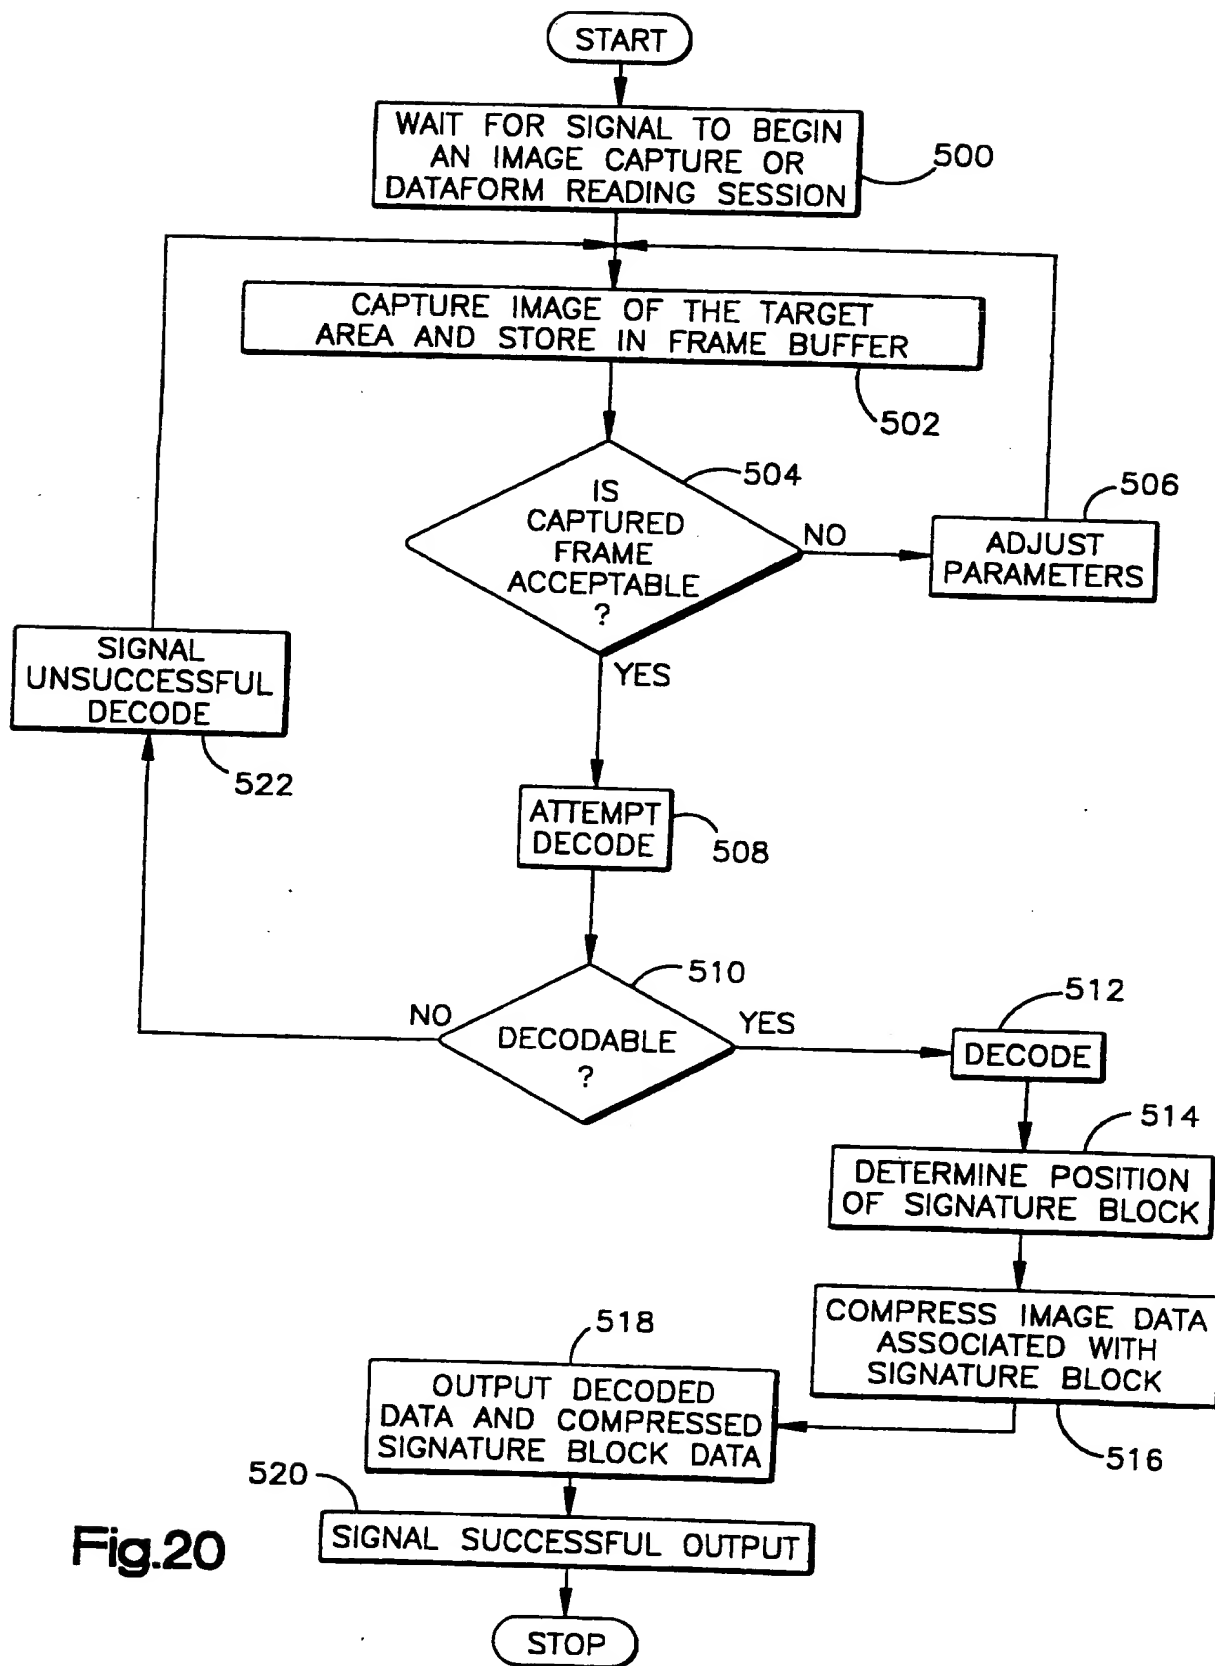 START
WAIT FOR SIGNAL TO BEGIN
AN IMAGE CAPTURE OR
DATAFORM READING SESSION
500
CAPTURE IMAGE OF THE TARGET
AREA AND STORE IN FRAME BUFFER
502
IS
CAPTURED
FRAME
ACCEPTABLE
?
504
NO
506
ADJUST
PARAMETERS
YES
SIGNAL
UNSUCCESSFUL
DECODE
522
ATTEMPT
DECODE
508
DECODABLE
?
510
NO
YES
512
DECODE
514
DETERMINE POSITION
OF SIGNATURE BLOCK
COMPRESS IMAGE DATA
ASSOCIATED WITH
SIGNATURE BLOCK
516
518
OUTPUT DECODED
DATA AND COMPRESSED
SIGNATURE BLOCK DATA
520
SIGNAL SUCCESSFUL OUTPUT
STOP
Fig.20